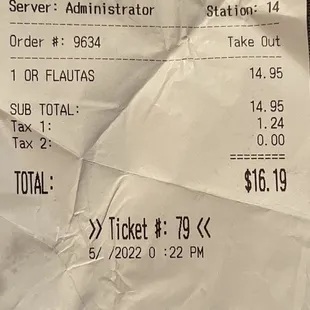 Server: Administrator Station: 14
Order #: 9634 Take Out
1 OR FLAUTAS 14.95
SUB TOTAL: 14.95
Tax 1: 1.24
Tax 2: 0.00
========
TOTAL: $16.19
>> Ticket #: 79 <<
5/ /2022 0 :22 PM